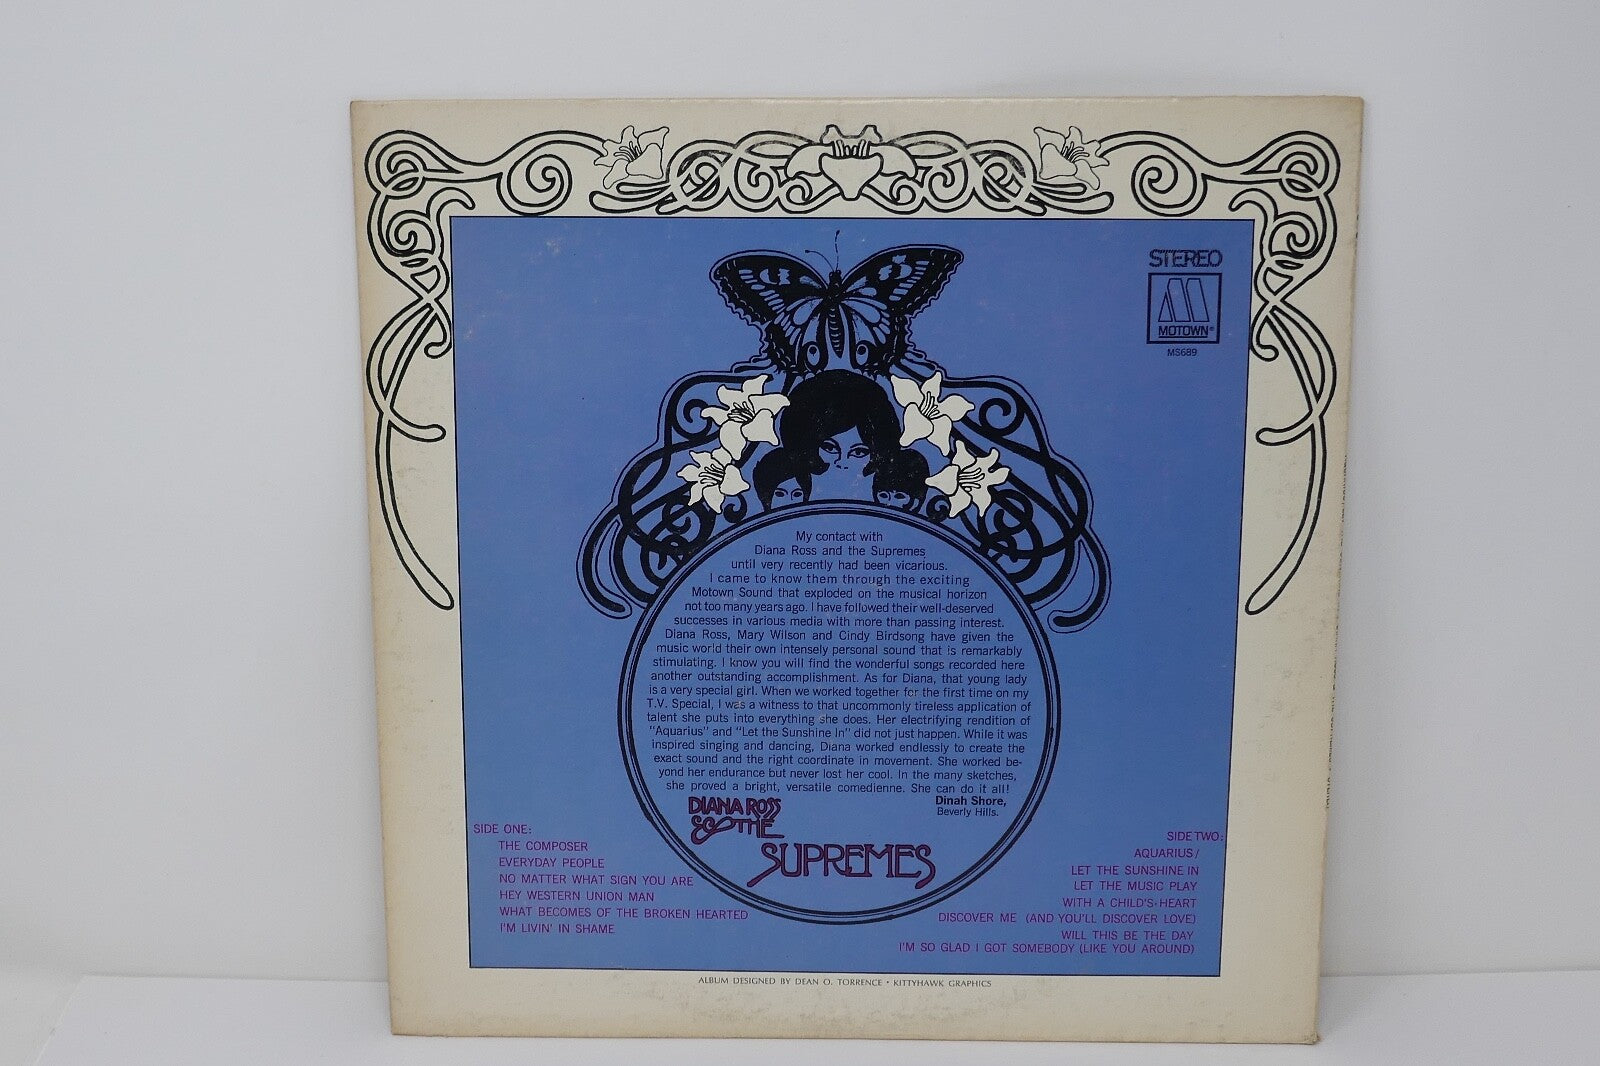 STEREO
MOTOWN®
MS689
My contact with
Diana Ross and the Supremes
until very recently had been vicarious.
I came to know them through the exciting
Motown Sound that exploded on the musical horizon
not too many years ago. I have followed their well-deserved
successes in various media with more than passing interest.
Diana Ross, Mary Wilson and Cindy Birdsong have given the
music world their own intensely personal sound that is remarkably
stimulating. I know you will find the wonderful songs recorded here
another outstanding accomplishment. As for Diana, that young lady
is a very special girl. When we worked together for the first time on my
T.V. Special, I was a witness to that uncommonly tireless application of
talent she puts into everything she does. Her electrifying rendition of
"Aquarius" and "Let the Sunshine In" did not just happen. While it was
inspired singing and dancing, Diana worked endlessly to create the
exact sound and the right coordinate in movement. She worked be-
yond her endurance but never lost her cool. In the many sketches,
she proved a bright, versatile comedienne. She can do it all!
Dinah Shore,
Beverly Hills.
DIANA ROSS
& THE
SUPREMES
SIDE ONE:
THE COMPOSER
EVERYDAY PEOPLE
NO MATTER WHAT SIGN YOU ARE
HEY WESTERN UNION MAN
WHAT BECOMES OF THE BROKEN HEARTED
I'M LIVIN' IN SHAME
SIDE TWO:
AQUARIUS/
LET THE SUNSHINE IN
LET THE MUSIC PLAY
WITH A CHILD'S HEART
DISCOVER ME (AND YOU'LL DISCOVER LOVE)
WILL THIS BE THE DAY
I'M SO GLAD I GOT SOMEBODY (LIKE YOU AROUND)
ALBUM DESIGNED BY DEAN O. TORRENCE • KITTYHAWK GRAPHICS